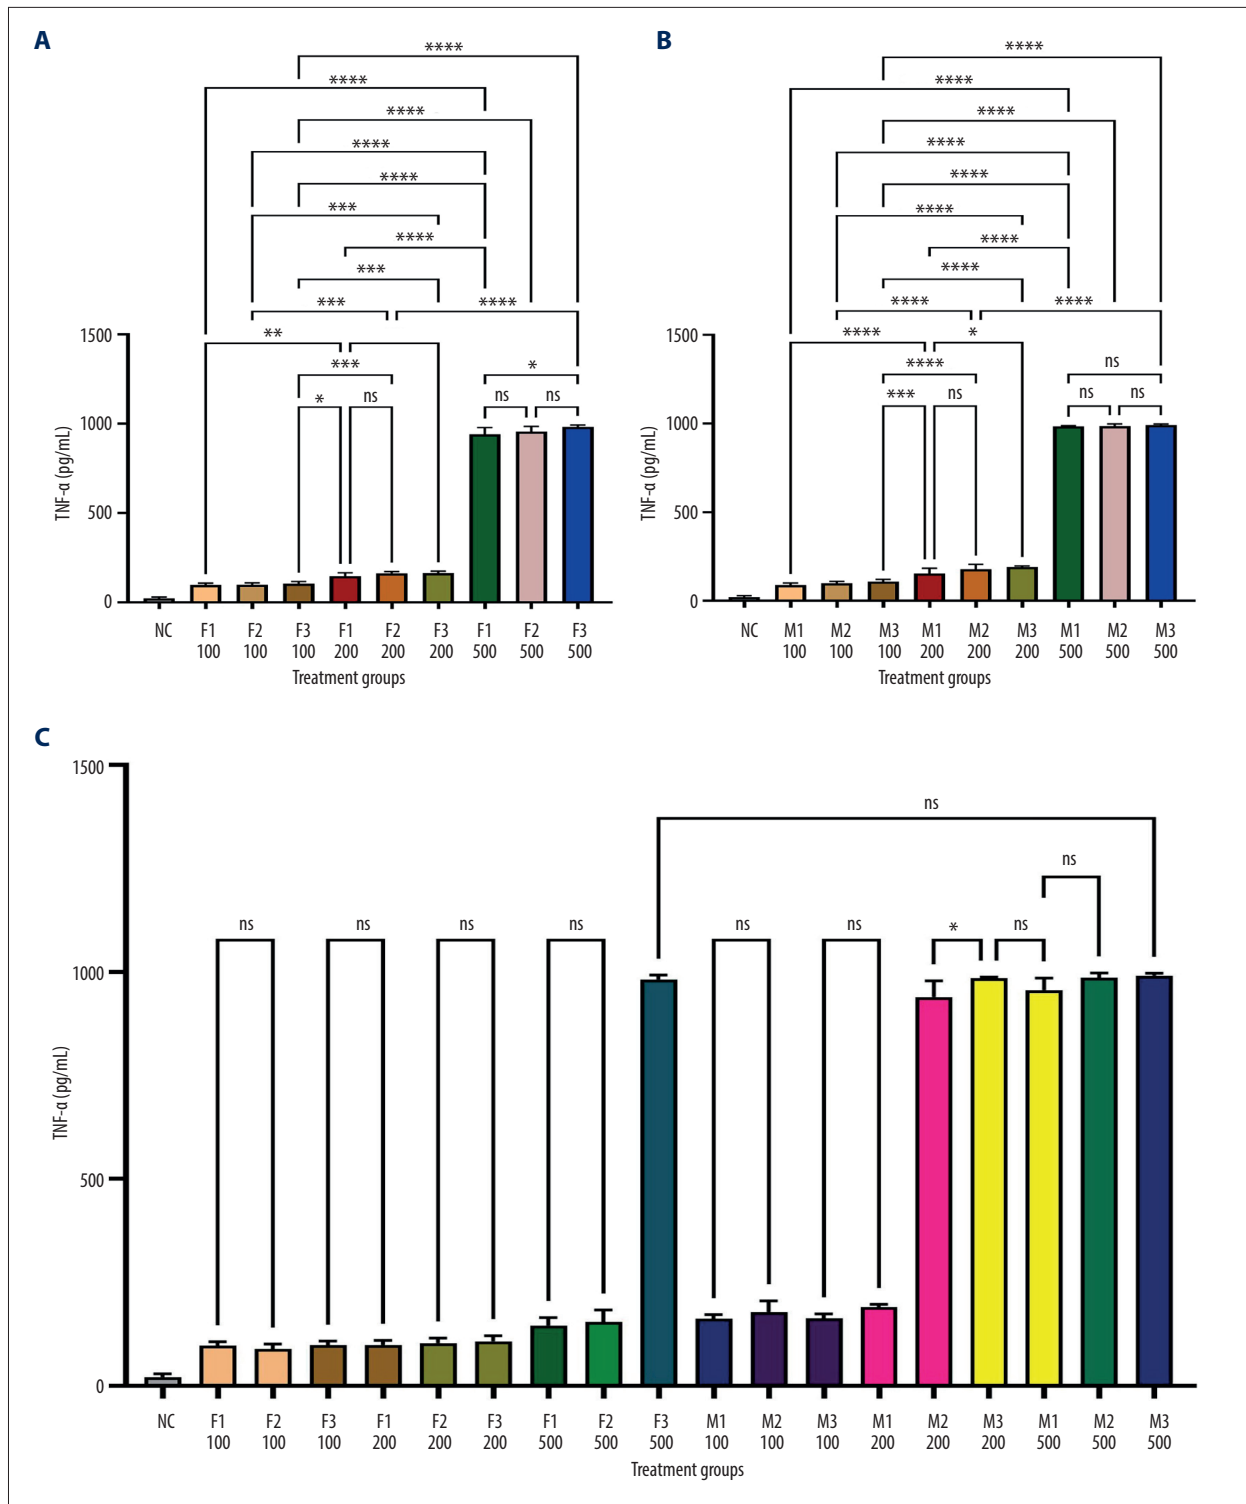 A
****
****
****
****
****
***
****
***
***
****
**
***
*
*
ns
ns
ns
1500
1000
500
0
TNF-α (pg/mL)
NC F1 F2 F3 F1 F2 F3 F1 F2 F3
100 100 100 200 200 200 500 500 500
Treatment groups
B
****
****
****
****
****
****
****
****
****
****
****
*
ns
****
***
ns
ns
ns
1500
1000
500
0
TNF-α (pg/mL)
NC M1 M2 M3 M1 M2 M3 M1 M2 M3
100 100 100 200 200 200 500 500 500
Treatment groups
C
1500
1000
500
0
TNF-α (pg/mL)
ns
ns
ns ns ns ns ns ns * ns
NC F1 F2 F3 F1 F2 F3 F1 F2 F3 M1 M2 M3 M1 M2 M3 M1 M2 M3
100 100 100 200 200 200 500 500 500 100 100 100 200 200 200 500 500 500
Treatment groups